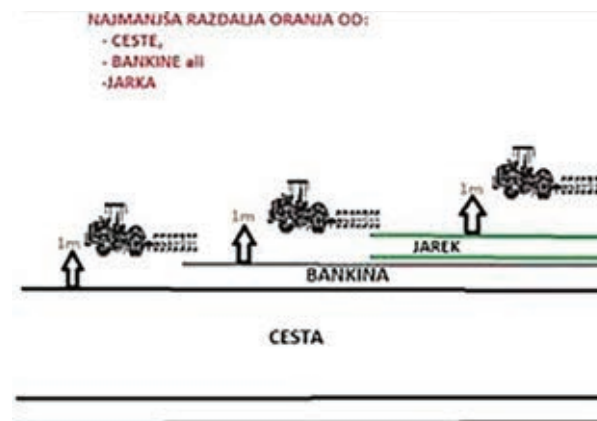 NAJMANJŠA RAZDALJA ORANJA OD:
- CESTE,
- BANKINE ali
-JARKA
1m
1m
1m
JAREK
BANKINA
CESTA